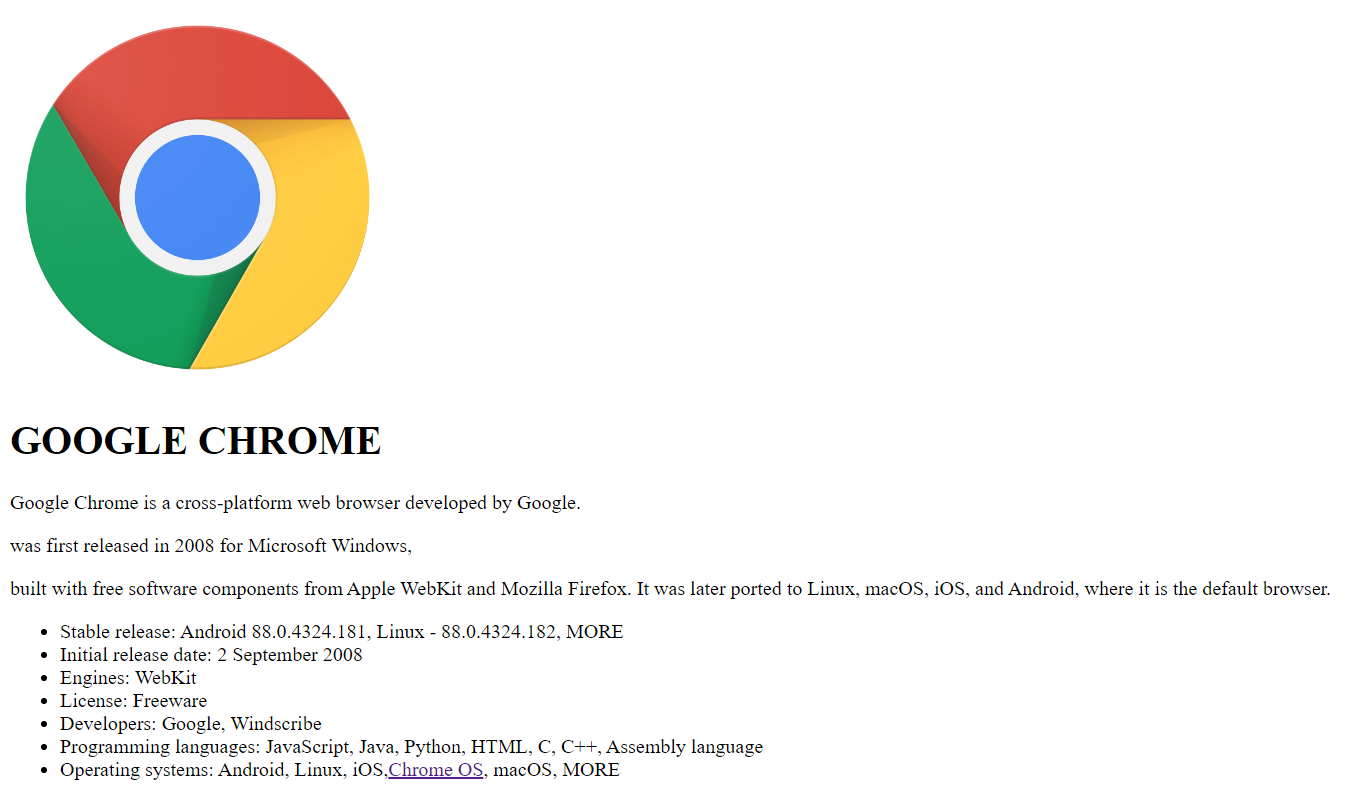 GOOGLE CHROME
Google Chrome is a cross-platform web browser developed by Google.
was first released in 2008 for Microsoft Windows,
built with free software components from Apple WebKit and Mozilla Firefox. It was later ported to Linux, macOS, iOS, and Android, where it is the default browser.
• Stable release: Android 88.0.4324.181, Linux - 88.0.4324.182, MORE
• Initial release date: 2 September 2008
• Engines: WebKit
• License: Freeware
• Developers: Google, Windscribe
• Programming languages: JavaScript, Java, Python, HTML, C, C++, Assembly language
• Operating systems: Android, Linux, iOS,Chrome OS, macOS, MORE